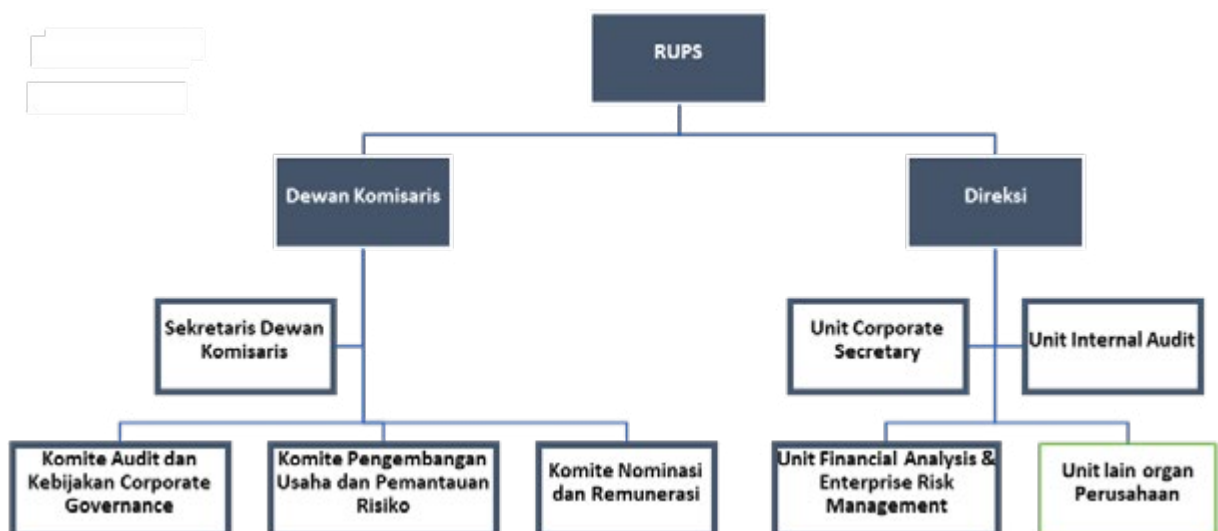 RUPS
Dewan Komisaris
Direksi
Sekretaris Dewan
Komisaris
Unit Corporate
Secretary
Unit Internal Audit
Komite Audit dan
Kebijakan Corporate
Governance
Komite Pengembangan
Usaha dan Pemantauan
Risiko
Komite Nominasi
dan Remunerasi
Unit Financial Analysis &
Enterprise Risk
Management
Unit lain organ
Perusahaan